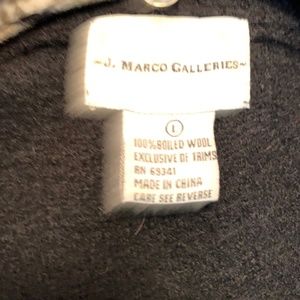 ~J. MARCO GALLERIES~
L
100% BOILED WOOL
EXCLUSIVE OF TRIMS
RN 69341
MADE IN CHINA
CARE SEE REVERSE